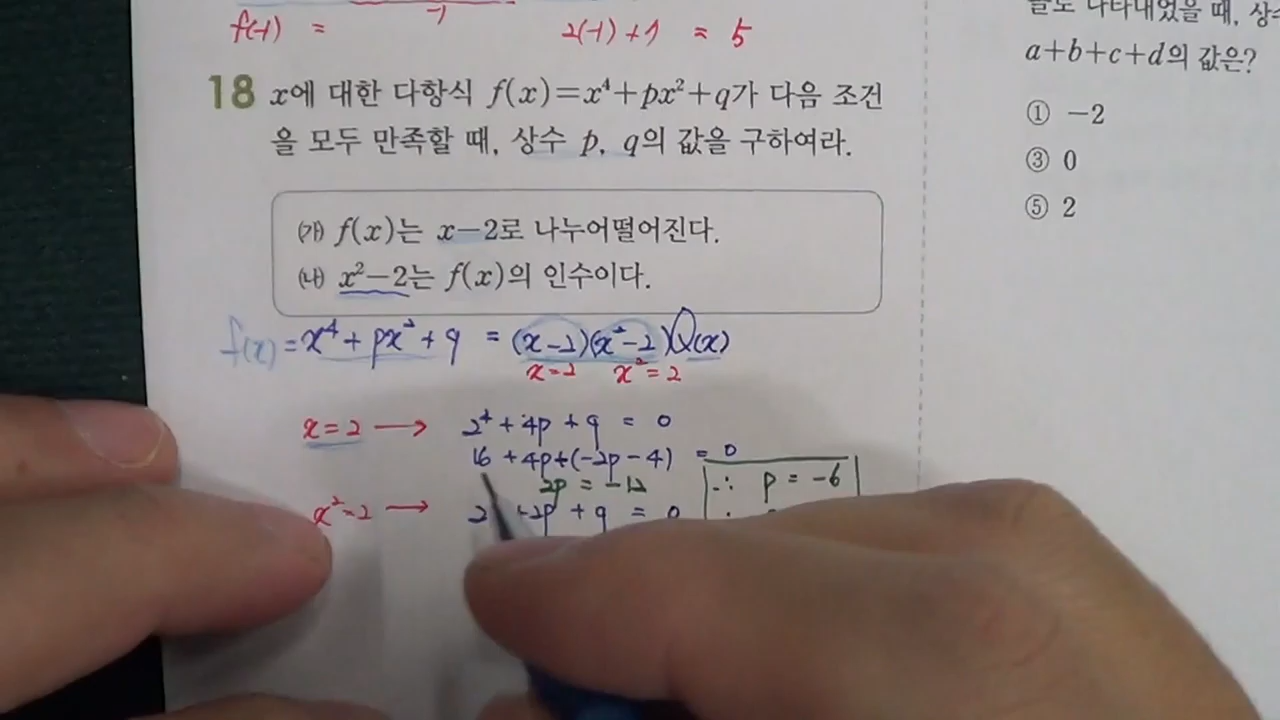 f(-1) = -1 2(-1)+7 = 5
18 x에 대한 다항식 f(x)=x⁴+px²+q가 다음 조건
을 모두 만족할 때, 상수 p, q의 값을 구하여라.
㈎ f(x)는 x-2로 나누어떨어진다.
㈏ x²-2는 f(x)의 인수이다.
f(x)=x⁴+px²+q = (x-2)(x²-2)Q(x)
x=2 x²=2
x=2 → 2⁴+4p+q = 0
16+4p+(-2p-4) = 0
2p = -12 ∴ p = -6
x²=2 → 2 +2p+q = 0
나타내었을 때,
a+b+c+d의 값은?
① -2
③ 0
⑤ 2